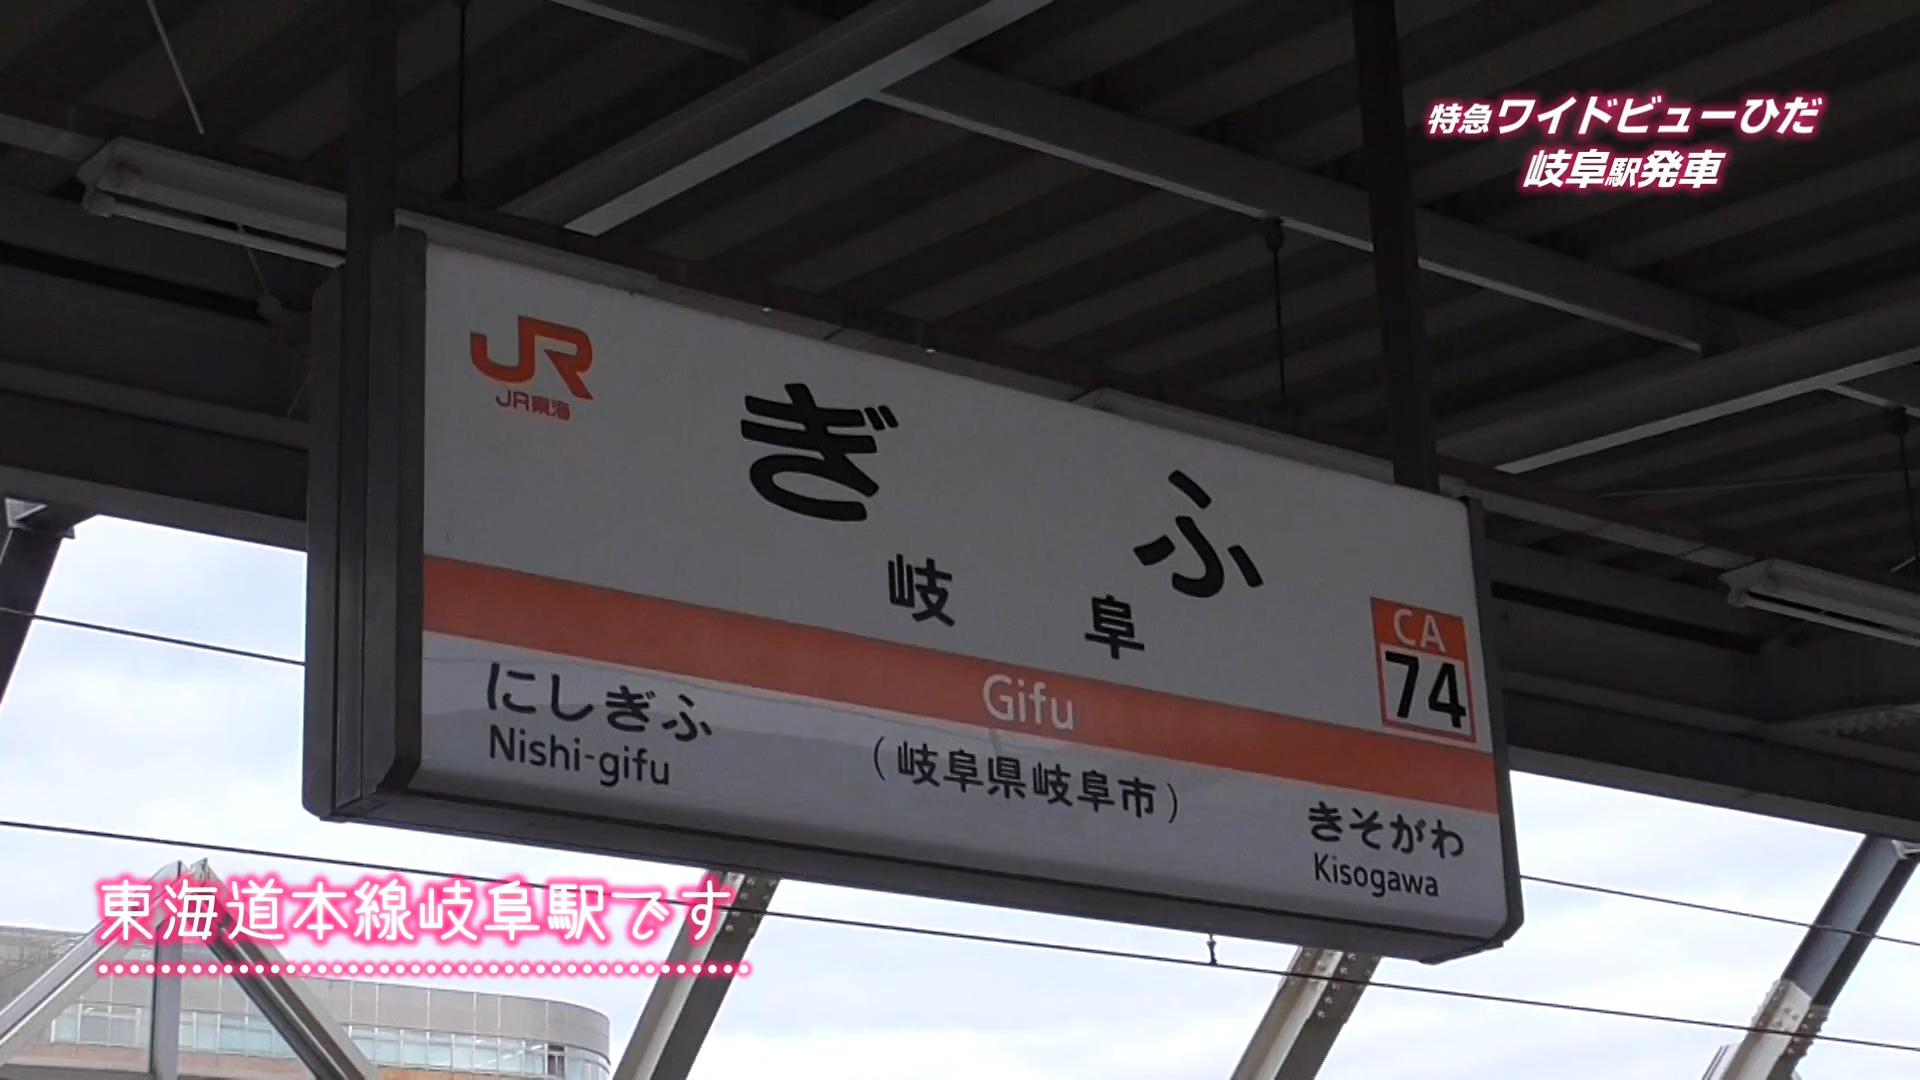 特急ワイドビューひだ
岐阜駅発車
JR
JR東海
ぎふ
岐阜
CA
74
Gifu
にしぎふ
Nishi-gifu
（岐阜県岐阜市）
きそがわ
Kisogawa
東海道本線岐阜駅です